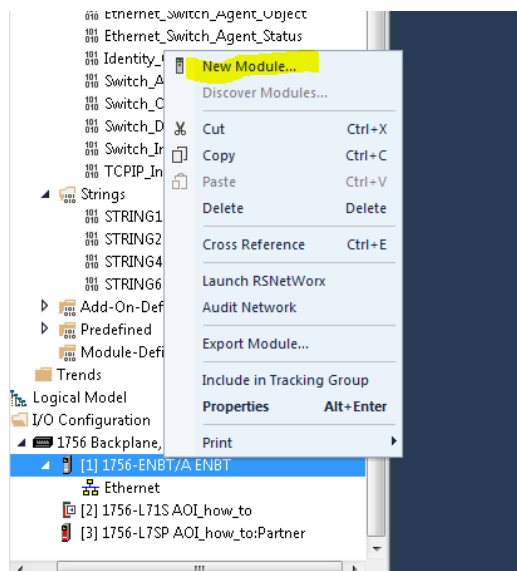 Ethernet_Switch_Agent_Object
Ethernet_Switch_Agent_Status
Identity_
Switch_A
Switch_C
Switch_D
Switch_In
TCPIP_In
Strings
STRING1
STRING2
STRING4
STRING6
Add-On-Def
Predefined
Module-Defi
Trends
Logical Model
I/O Configuration
1756 Backplane,
[1] 1756-ENBT/A ENBT
Ethernet
[2] 1756-L71S AOI_how_to
[3] 1756-L7SP AOI_how_to:Partner
New Module...
Discover Modules...
Cut Ctrl+X
Copy Ctrl+C
Paste Ctrl+V
Delete Delete
Cross Reference Ctrl+E
Launch RSNetWorx
Audit Network
Export Module...
Include in Tracking Group
Properties Alt+Enter
Print